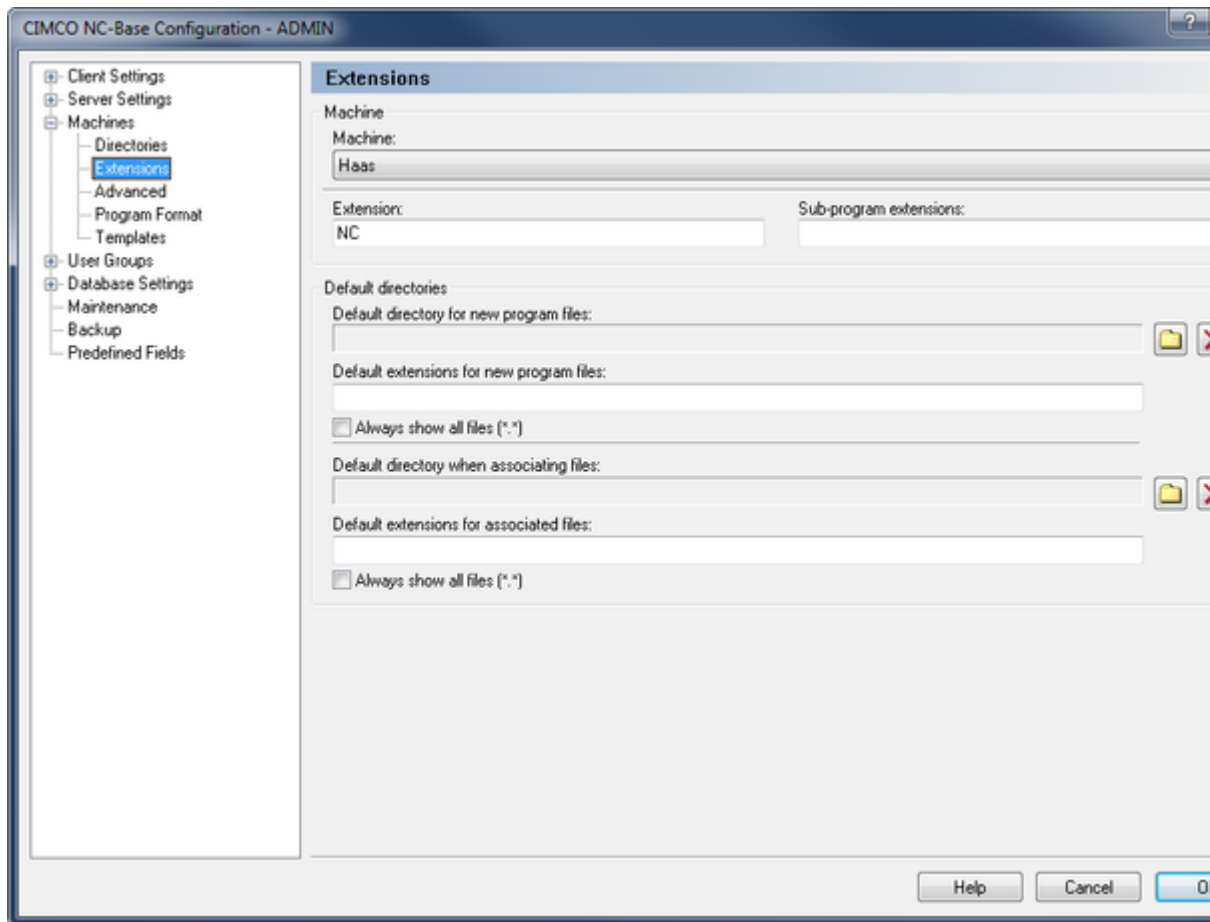 CIMCO NC-Base Configuration - ADMIN
?
Client Settings
Server Settings
Machines
Directories
Extensions
Advanced
Program Format
Templates
User Groups
Database Settings
Maintenance
Backup
Predefined Fields
Extensions
Machine
Machine:
Haas
Extension: Sub-program extensions:
NC
Default directories
Default directory for new program files:
Default extensions for new program files:
Always show all files (*.*)
Default directory when associating files:
Default extensions for associated files:
Always show all files (*.*)
Help Cancel